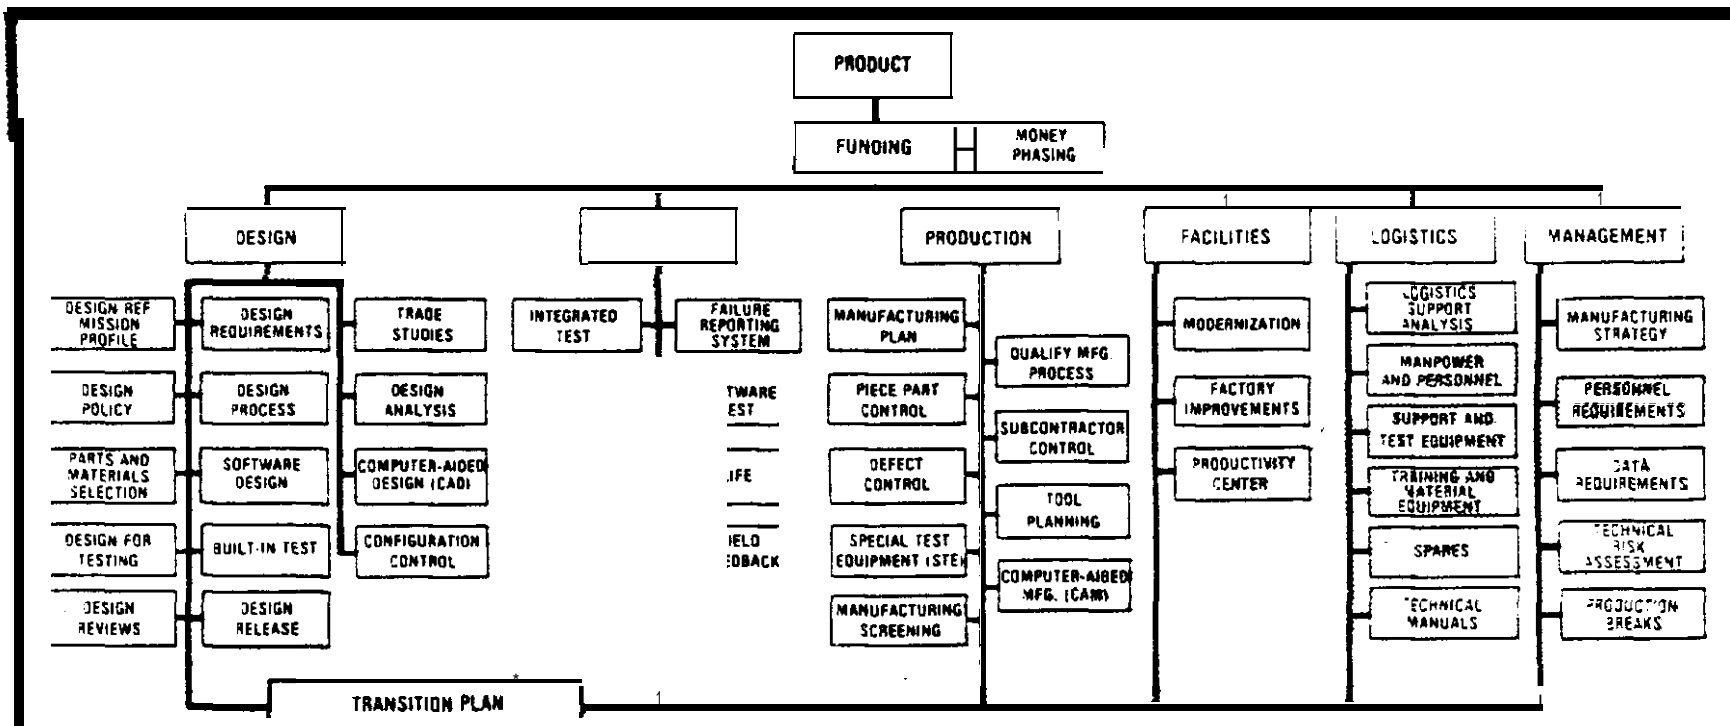 PRODUCT
FUNDING
MONEY
PHASING
DESIGN
PRODUCTION
FACILITIES
LOGISTICS
MANAGEMENT
DESIGN REF
MISSION
PROFILE
DESIGN
REQUIREMENTS
TRADE
STUDIES
DESIGN
POLICY
DESIGN
PROCESS
DESIGN
ANALYSIS
PARTS AND
MATERIALS
SELECTION
SOFTWARE
DESIGN
COMPUTER-AIDED
DESIGN (CAD)
DESIGN FOR
TESTING
BUILT-IN TEST
CONFIGURATION
CONTROL
DESIGN
REVIEWS
DESIGN
RELEASE
INTEGRATED
TEST
FAILURE
REPORTING
SYSTEM
TWARE
EST
IFE
IELD
EDBACK
MANUFACTURING
PLAN
QUALIFY MFG.
PROCESS
PIECE PART
CONTROL
SUBCONTRACTOR
CONTROL
DEFECT
CONTROL
TOOL
PLANNING
SPECIAL TEST
EQUIPMENT (STE)
COMPUTER-AIDED
MFG. (CAM)
MANUFACTURING
SCREENING
MODERNIZATION
FACTORY
IMPROVEMENTS
PRODUCTIVITY
CENTER
LOGISTICS
SUPPORT
ANALYSIS
MANPOWER
AND PERSONNEL
SUPPORT AND
TEST EQUIPMENT
TRAINING AND
MATERIAL
EQUIPMENT
SPARES
TECHNICAL
MANUALS
MANUFACTURING
STRATEGY
PERSONNEL
REQUIREMENTS
DATA
REQUIREMENTS
TECHNICAL
RISK
ASSESSMENT
PRODUCTION
BREAKS
TRANSITION PLAN